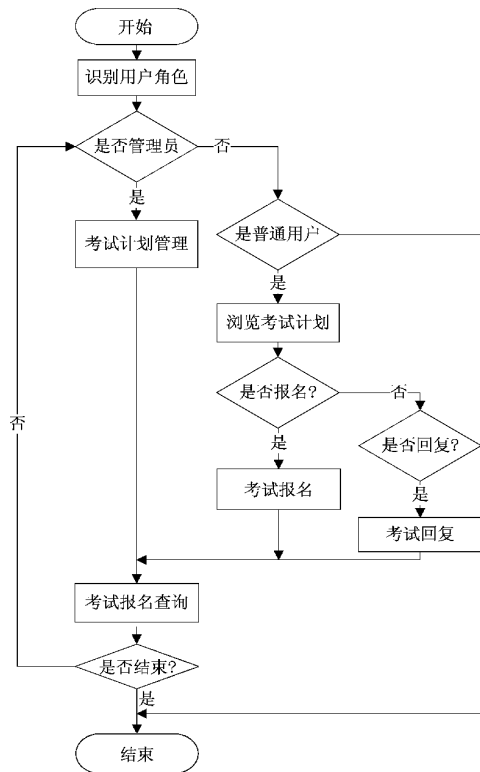 开始
识别用户角色
是否管理员
否
是
考试计划管理
是普通用户
是
浏览考试计划
是否报名?
否
是
是否回复?
否
考试报名
是
考试回复
考试报名查询
是否结束?
是
结束